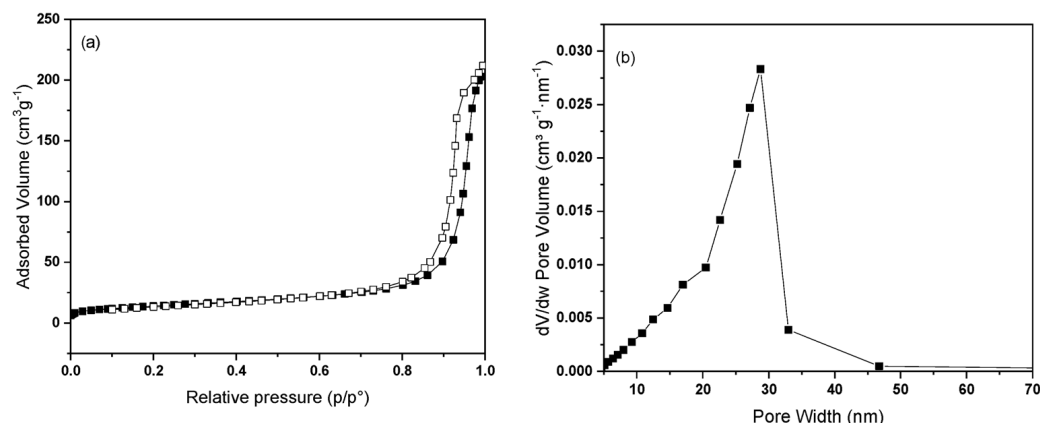 (a)
250
200
150
100
50
0
Adsorbed Volume (cm³g⁻¹)
0.0 0.2 0.4 0.6 0.8 1.0
Relative pressure (p/p°)
(b)
0.030
0.025
0.020
0.015
0.010
0.005
0.000
dV/dw Pore Volume (cm³ g⁻¹·nm⁻¹)
10 20 30 40 50 60 70
Pore Width (nm)